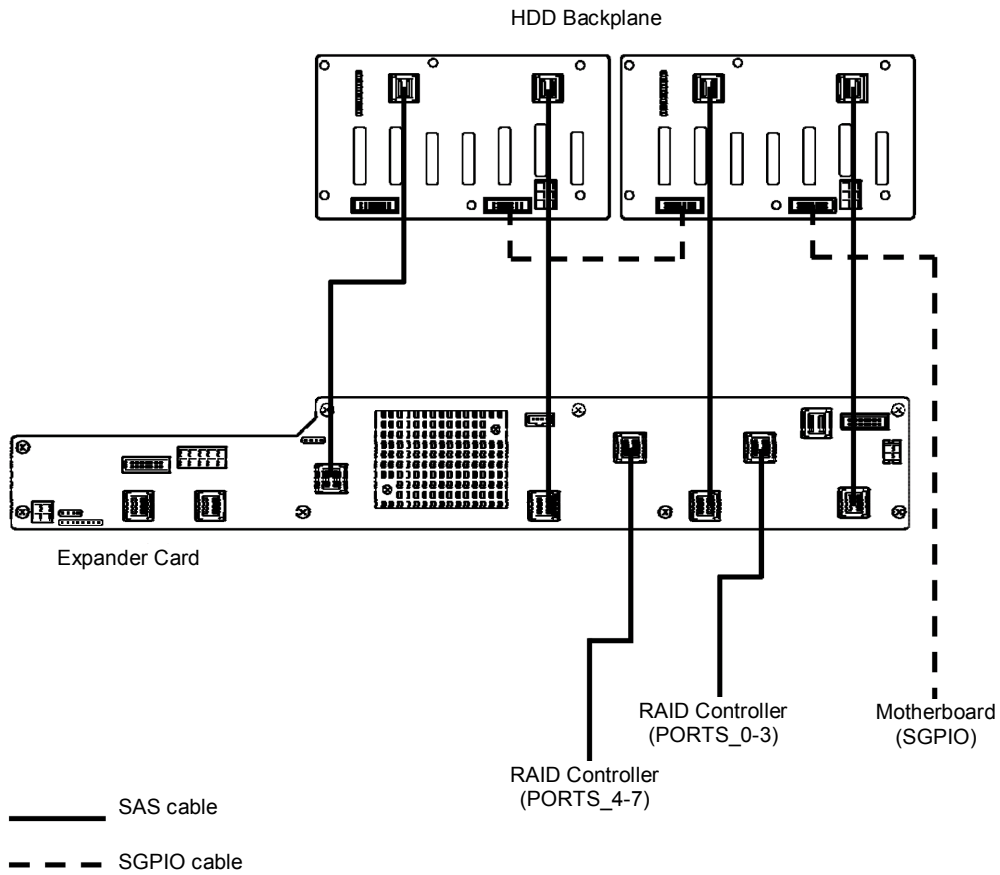 HDD Backplane
Expander Card
RAID Controller
(PORTS_0-3)
Motherboard
(SGPIO)
RAID Controller
(PORTS_4-7)
SAS cable
SGPIO cable